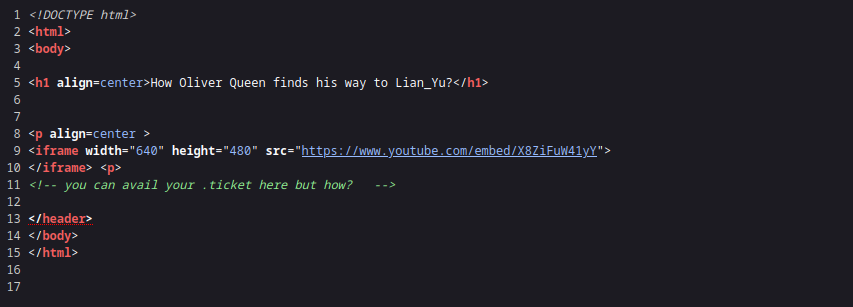 1 <!DOCTYPE html>
2 <html>
3 <body>
4
5 <h1 align=center>How Oliver Queen finds his way to Lian_Yu?</h1>
6
7
8 <p align=center >
9 <iframe width="640" height="480" src="https://www.youtube.com/embed/X8ZiFuW41yY">
10 </iframe> <p>
11 <!-- you can avail your .ticket here but how?   -->
12
13 </header>
14 </body>
15 </html>
16
17